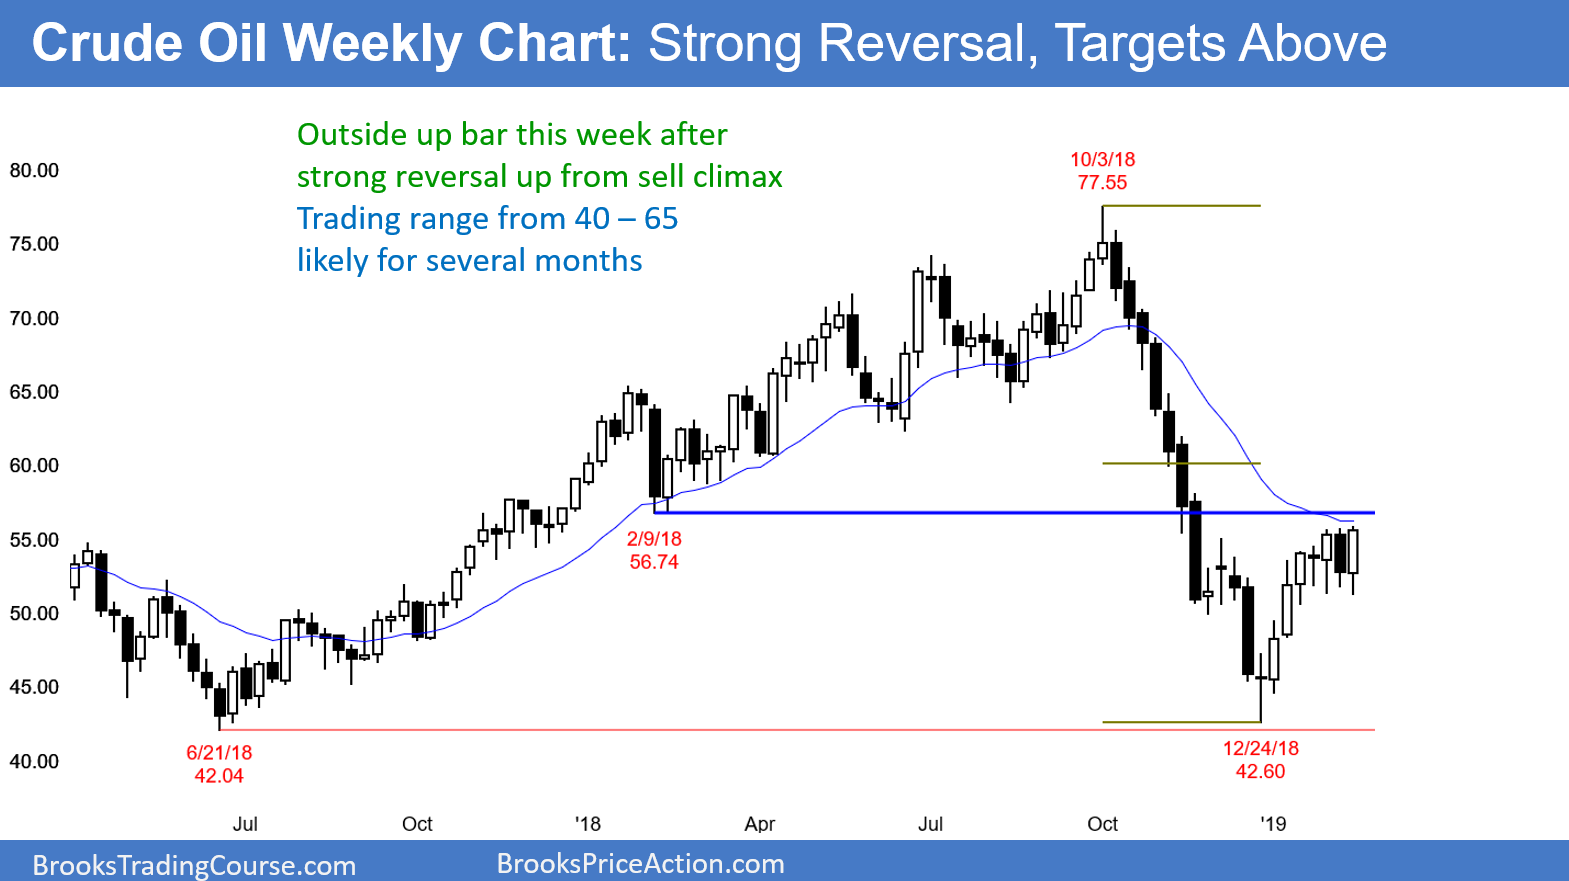 Crude Oil Weekly Chart: Strong Reversal, Targets Above
Outside up bar this week after
strong reversal up from sell climax
Trading range from 40 – 65
likely for several months
10/3/18
77.55
80.00
75.00
70.00
65.00
60.00
55.00
50.00
45.00
40.00
2/9/18
56.74
6/21/18
42.04
12/24/18
42.60
Jul
Oct
'18
Apr
Jul
Oct
'19
BrooksTradingCourse.com
BrooksPriceAction.com